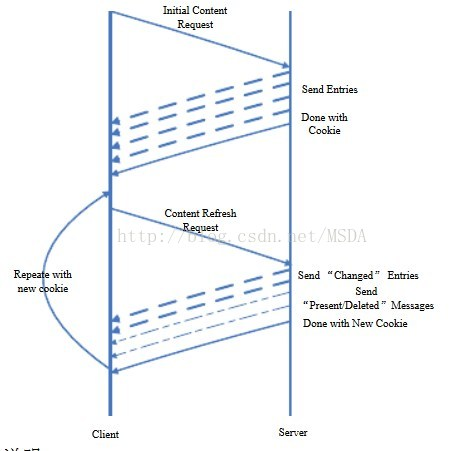 Initial Content
Request
Send Entries
Done with
Cookie
Content Refresh
Request
http://blog.csdn.net/MSDA
Repeate with
new cookie
Send “Changed” Entries
Send
“Present/Deleted” Messages
Done with New Cookie
Client
Server